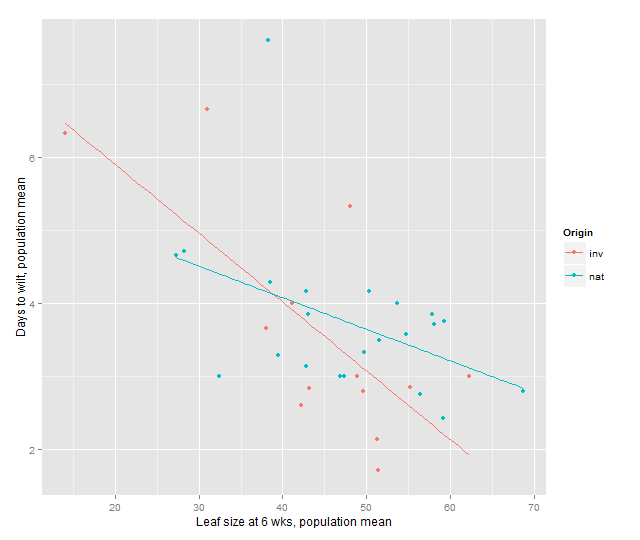 Days to wilt, population mean
6
4
2
20
30
40
50
60
70
Leaf size at 6 wks, population mean
Origin
inv
nat